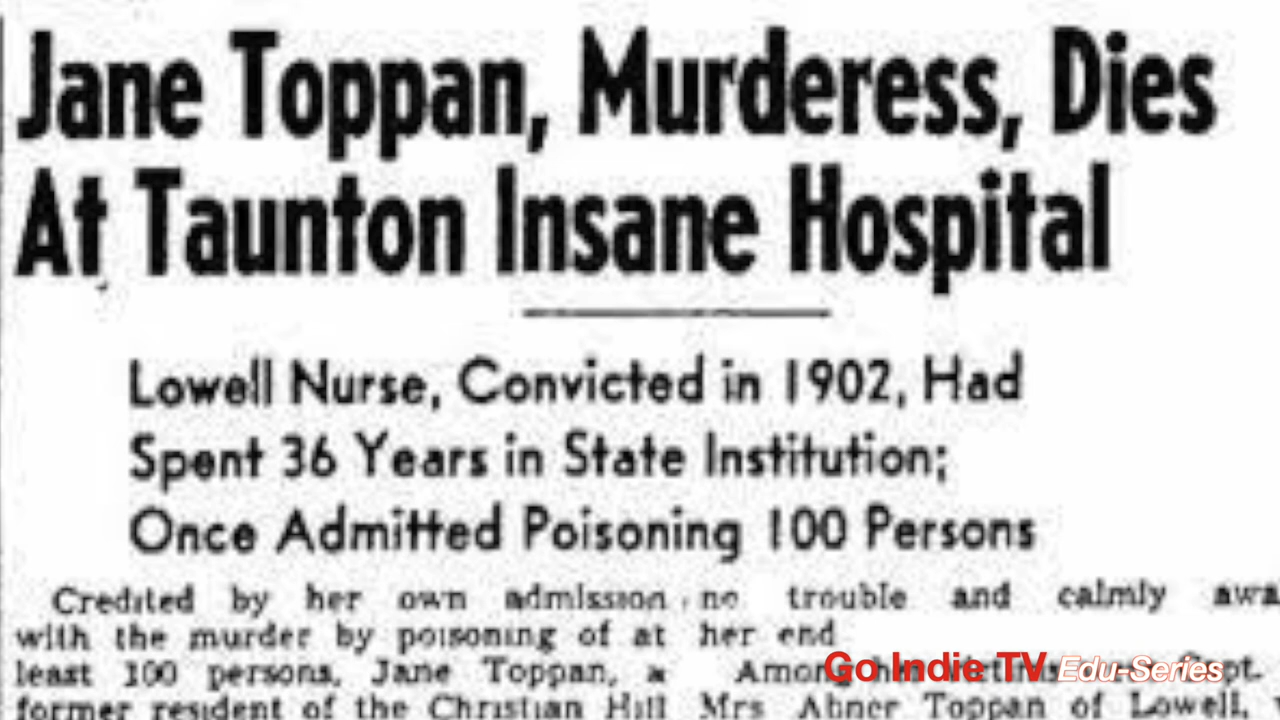 Jane Toppan, Murderess, Dies
At Taunton Insane Hospital
Lowell Nurse, Convicted in 1902, Had
Spent 36 Years in State Institution;
Once Admitted Poisoning 100 Persons
Credited by her own admission
with the murder by poisoning of at
least 100 persons, Jane Toppan, a
former resident of the Christian Hill
no trouble and calmly
her end
Among
Mrs Abner Toppan of Lowell,
Go Indie TV Edu-Series